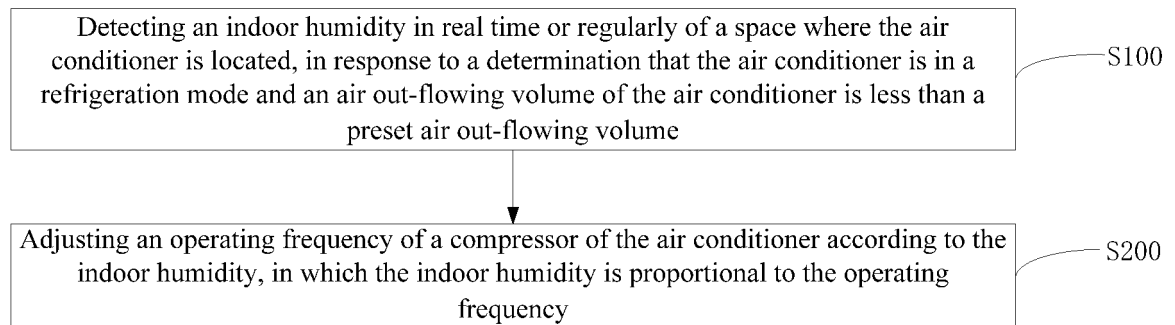 Detecting an indoor humidity in real time or regularly of a space where the air
conditioner is located, in response to a determination that the air conditioner is in a
refrigeration mode and an air out-flowing volume of the air conditioner is less than a
preset air out-flowing volume
S100
Adjusting an operating frequency of a compressor of the air conditioner according to the
indoor humidity, in which the indoor humidity is proportional to the operating
frequency
S200